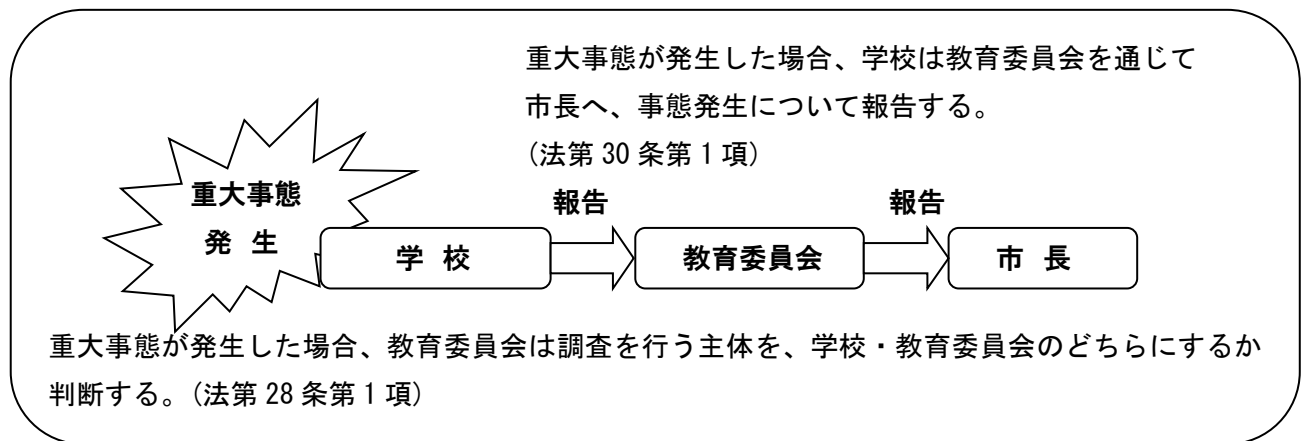 重大事態が発生した場合、学校は教育委員会を通じて
市長へ、事態発生について報告する。
(法第 30 条第 1 項)
重大事態
発 生
報告
報告
学 校
教育委員会
市 長
重大事態が発生した場合、教育委員会は調査を行う主体を、学校・教育委員会のどちらにするか
判断する。(法第 28 条第 1 項)